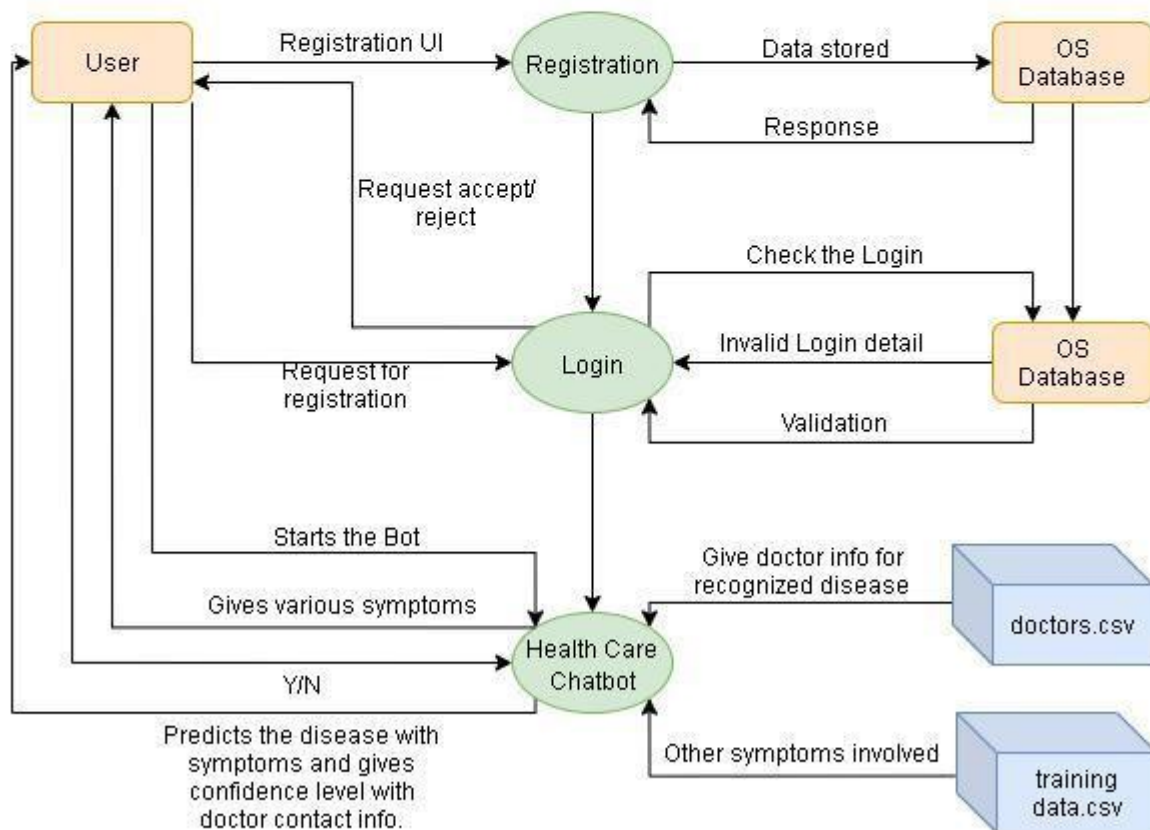 User
Registration UI
Registration
Data stored
OS
Database
Response
Request accept/
reject
Check the Login
Request for
registration
Login
Invalid Login detail
OS
Database
Validation
Starts the Bot
Give doctor info for
recognized disease
doctors.csv
Gives various symptoms
Health Care
Chatbot
Y/N
Predicts the disease with
symptoms and gives
confidence level with
doctor contact info.
Other symptoms involved
training
data.csv